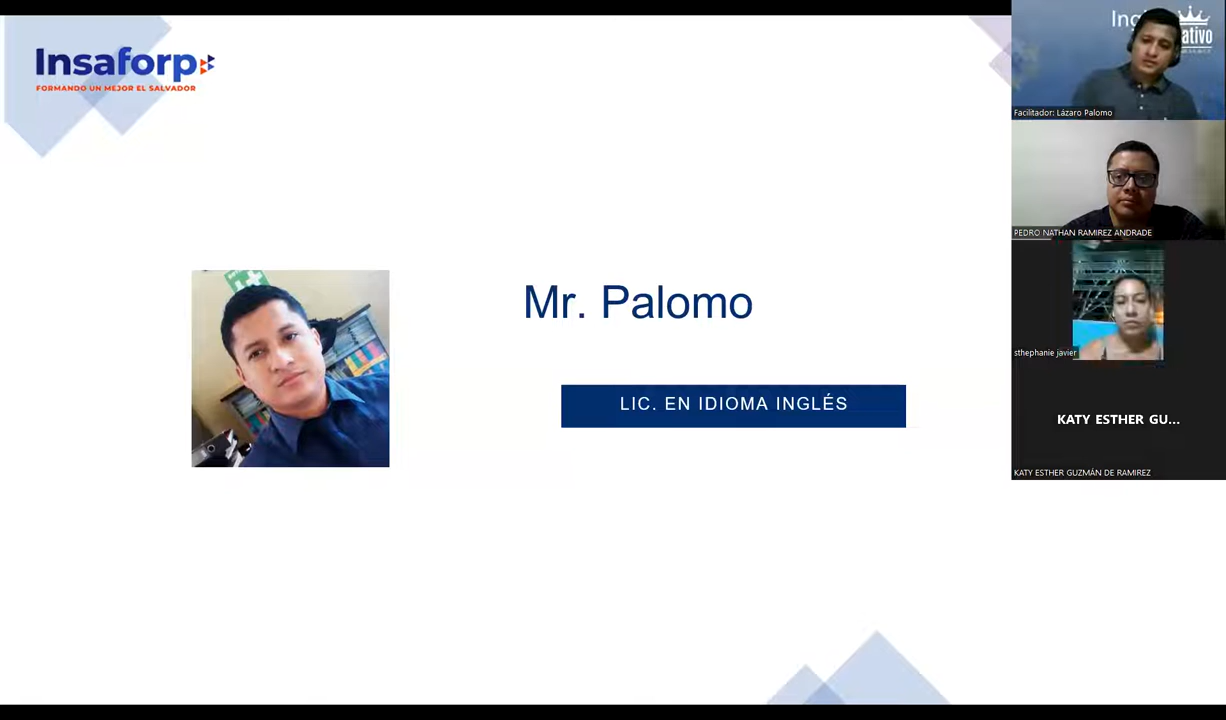 Insaforp
FORMANDO UN MEJOR EL SALVADOR
Mr. Palomo
LIC. EN IDIOMA INGLÉS
Facilitador: Lázaro Palomo
PEDRO NATHAN RAMIREZ ANDRADE
sthephanie javier
KATY ESTHER GU...
KATY ESTHER GUZMÁN DE RAMIREZ